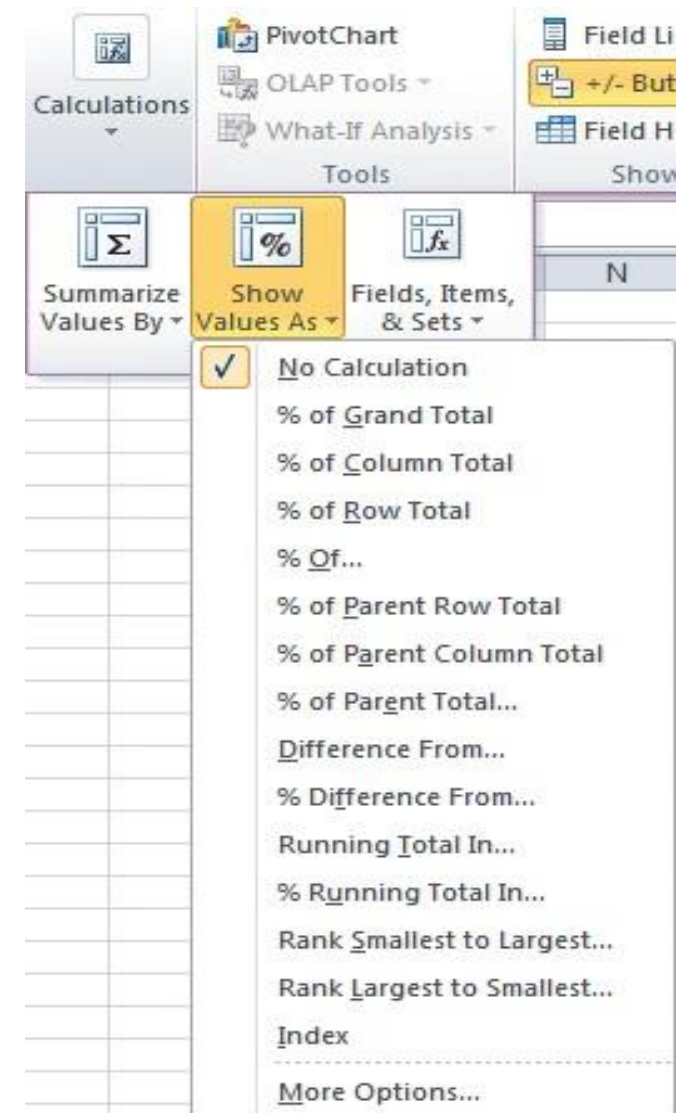 PivotChart
Field Li
Calculations
OLAP Tools
+/- But
What-If Analysis
Field H
Tools
Show
Σ
%
fx
N
Summarize Values By
Show Values As
Fields, Items, & Sets
No Calculation
% of Grand Total
% of Column Total
% of Row Total
% Of...
% of Parent Row Total
% of Parent Column Total
% of Parent Total...
Difference From...
% Difference From...
Running Total In...
% Running Total In...
Rank Smallest to Largest...
Rank Largest to Smallest...
Index
More Options...